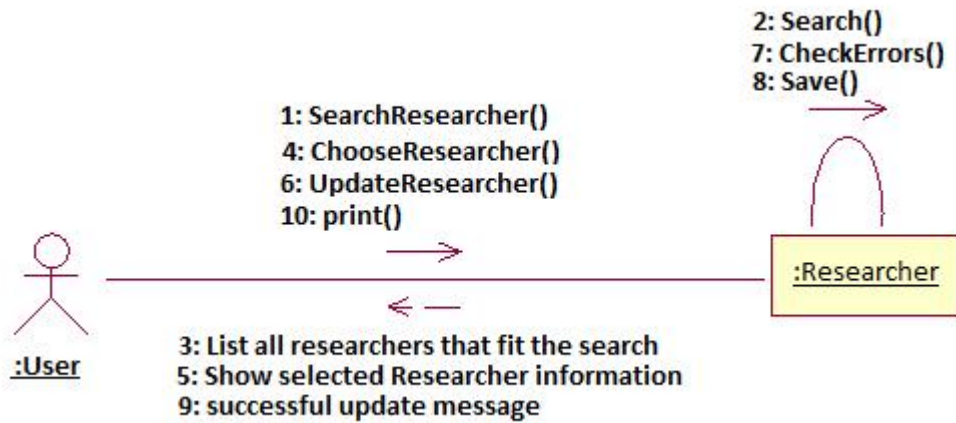 2: Search()
7: CheckErrors()
8: Save()
1: SearchResearcher()
4: ChooseResearcher()
6: UpdateResearcher()
10: print()
:Researcher
:User
3: List all researchers that fit the search
5: Show selected Researcher information
9: successful update message